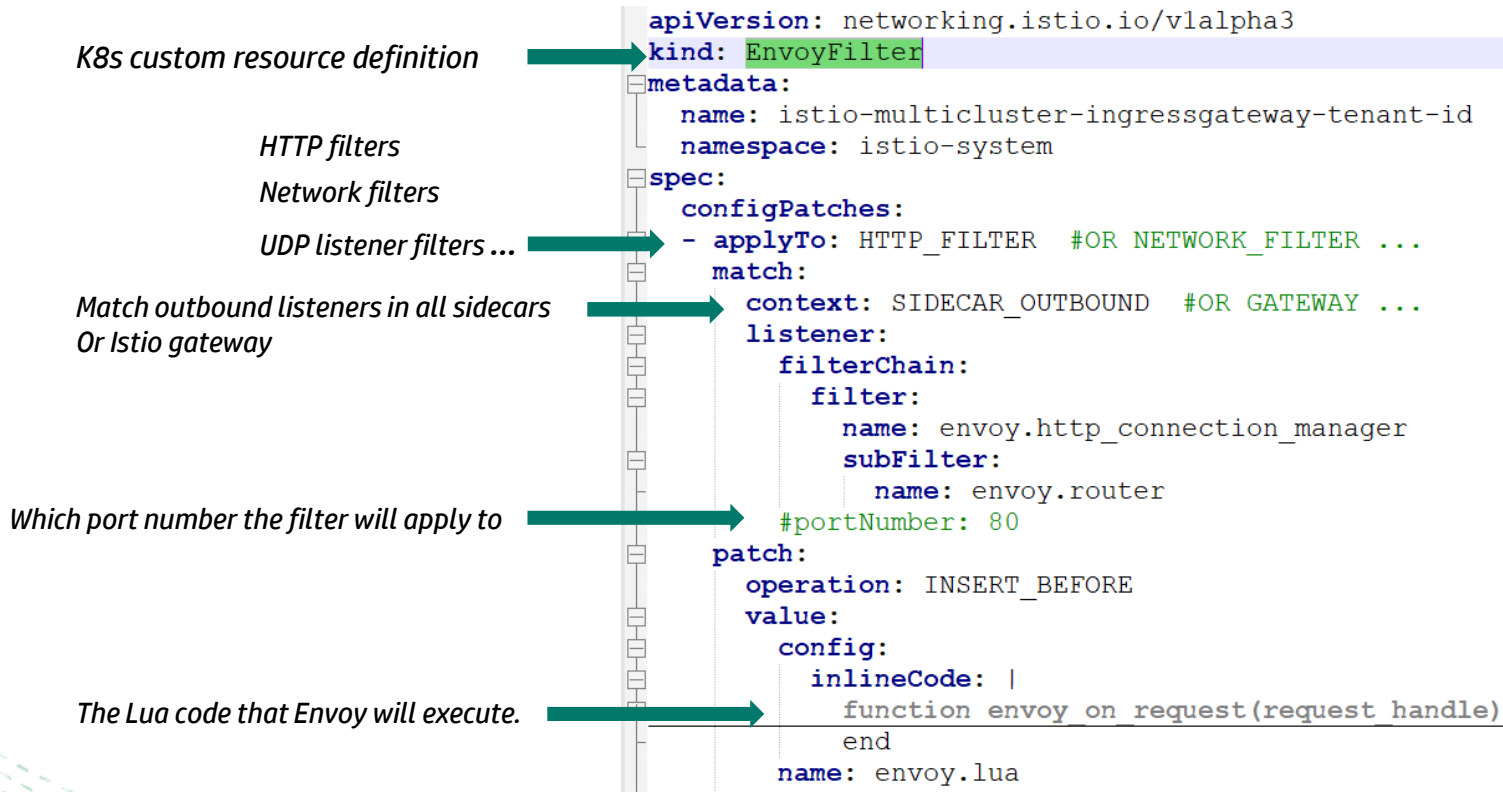 apiVersion: networking.istio.io/v1alpha3
K8s custom resource definition
kind: EnvoyFilter
metadata:
name: istio-multicluster-ingressgateway-tenant-id
HTTP filters
namespace: istio-system
spec:
Network filters
configPatches:
UDP listener filters ...
- applyTo: HTTP_FILTER #OR NETWORK_FILTER ...
match:
Match outbound listeners in all sidecars
Or Istio gateway
context: SIDECAR_OUTBOUND #OR GATEWAY ...
listener:
filterChain:
filter:
name: envoy.http_connection_manager
subFilter:
name: envoy.router
Which port number the filter will apply to
#portNumber: 80
patch:
operation: INSERT_BEFORE
value:
config:
inlineCode: |
The Lua code that Envoy will execute.
function envoy_on_request(request_handle)
end
name: envoy.lua